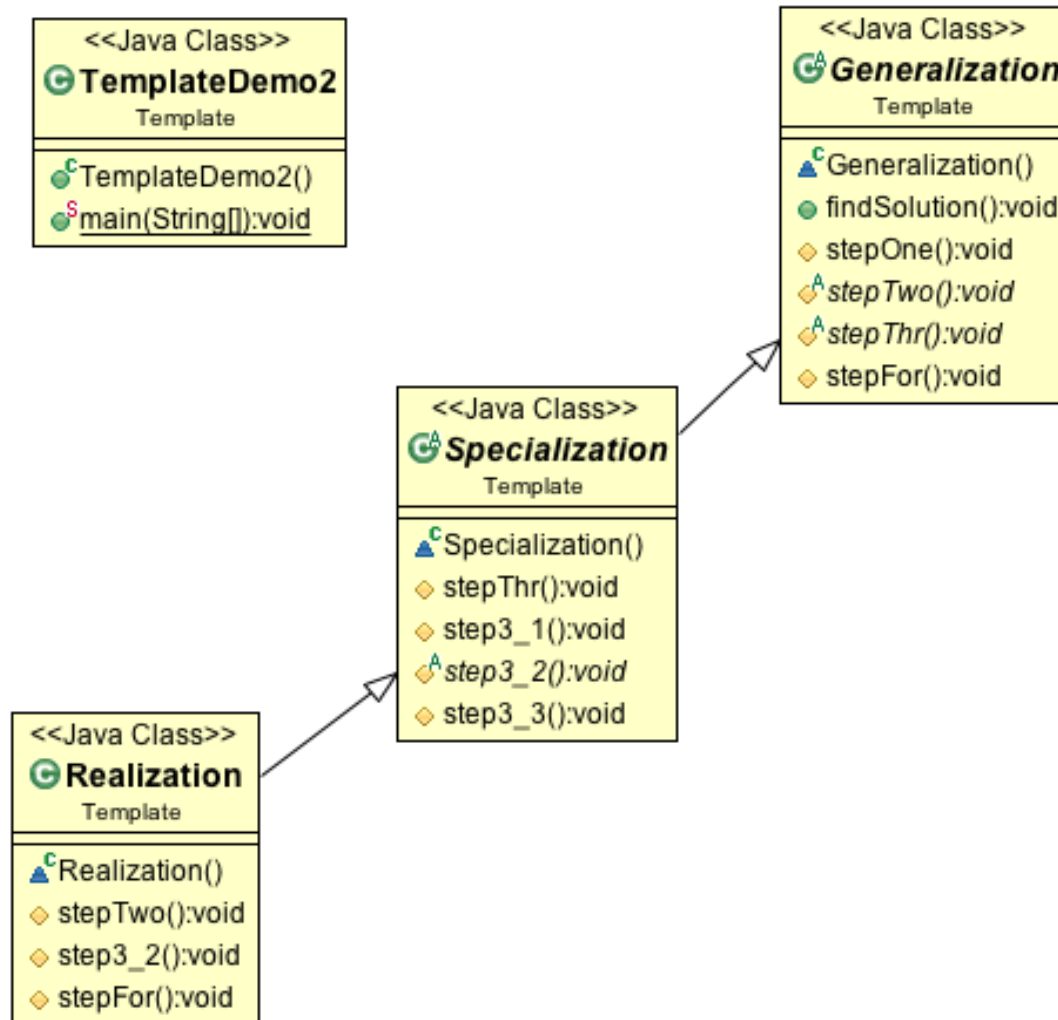 <<Java Class>>
TemplateDemo2
Template
TemplateDemo2()
main(String[]):void
<<Java Class>>
Generalization
Template
Generalization()
findSolution():void
stepOne():void
stepTwo():void
stepThr():void
stepFor():void
<<Java Class>>
Specialization
Template
Specialization()
stepThr():void
step3_1():void
step3_2():void
step3_3():void
<<Java Class>>
Realization
Template
Realization()
stepTwo():void
step3_2():void
stepFor():void